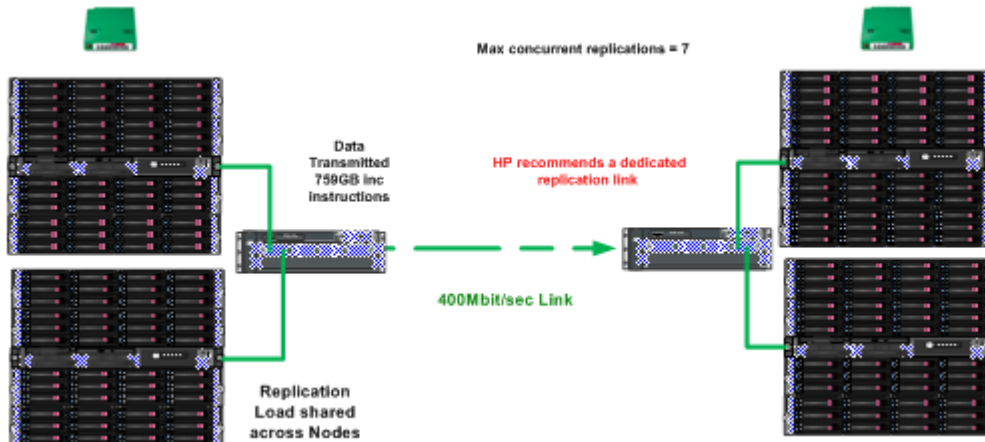 Max concurrent replications = 7
Data
Transmitted
759GB inc
instructions
HP recommends a dedicated
replication link
400Mbit/sec Link
Replication
Load shared
across Nodes